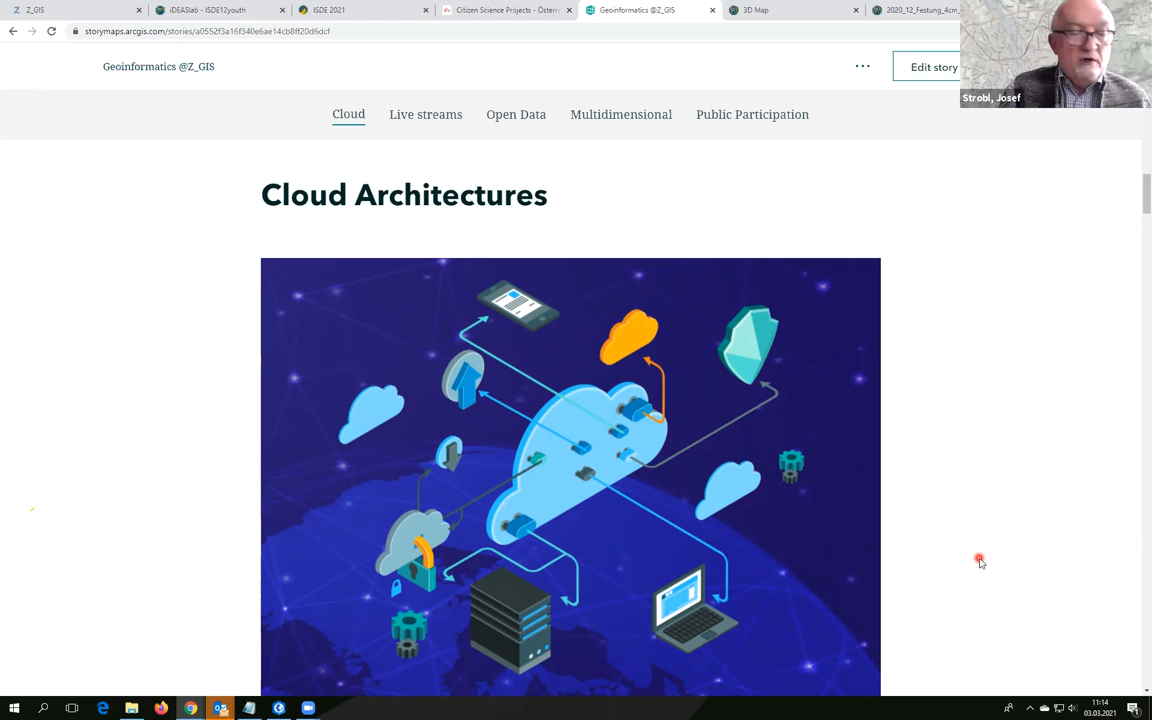 Z_GIS
iDEASlab - ISDE12youth
ISDE 2021
Citizen Science Projects - Österr
Geoinformatics @Z_GIS
3D Map
2020_12_Festung_4cm_
storymaps.arcgis.com/stories/a0552f3a16f340e6ae14cb8ff20d6dcf
Geoinformatics @Z_GIS
Edit story
Strobl, Josef
Cloud
Live streams
Open Data
Multidimensional
Public Participation
Cloud Architectures
11:14
03.03.2021